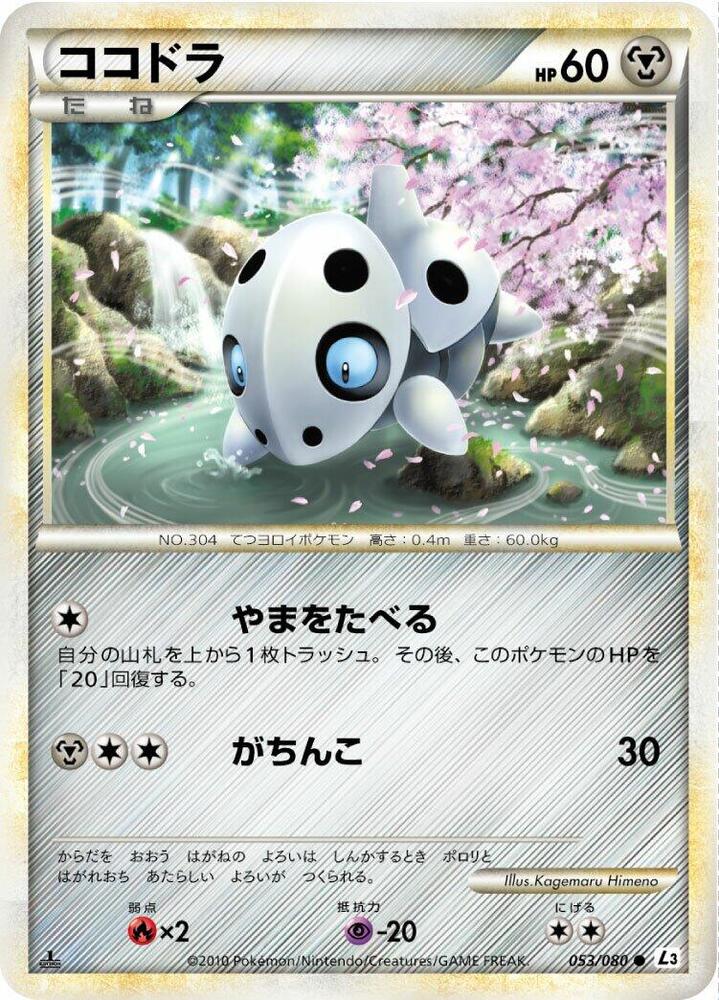 ココドラ
HP60
たね
NO.304 てつヨロイポケモン 高さ:0.4m 重さ:60.0kg
やまをたべる
自分の山札を上から1枚トラッシュ。その後、このポケモンのHPを
「20」回復する。
がちんこ 30
からだを おおう はがねの よろいは しんかするとき ポロリと
はがれおち あたらしい よろいが つくられる。
Illus.Kagemaru Himeno
弱点 抵抗力 にげる
×2 -20
1 EDITION ©2010 Pokémon/Nintendo/Creatures/GAME FREAK. 053/080 ● L3